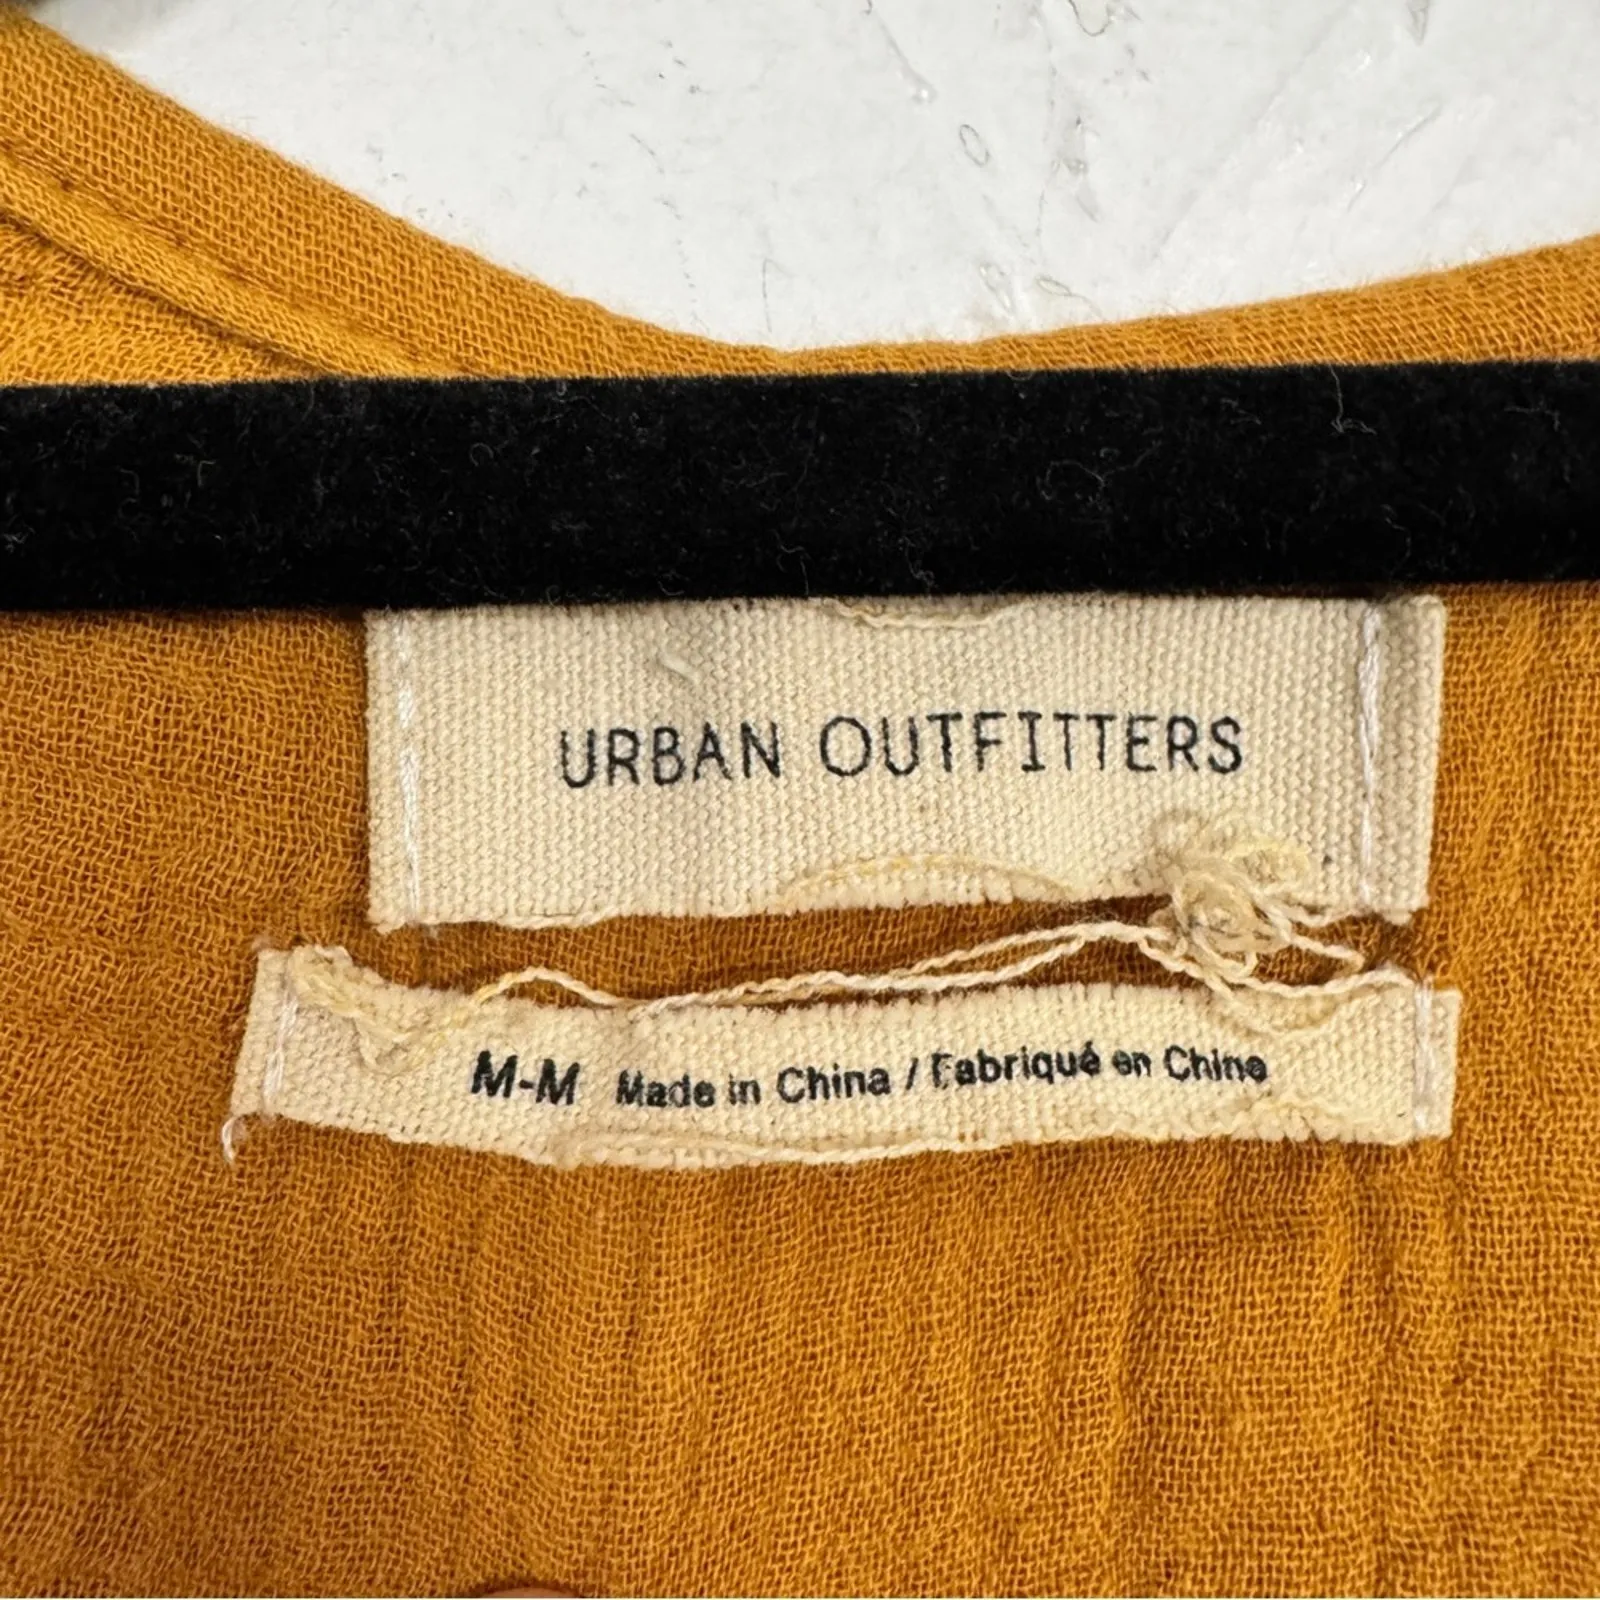 URBAN OUTFITTERS
M-M Made in China / Fabriqué en Chine